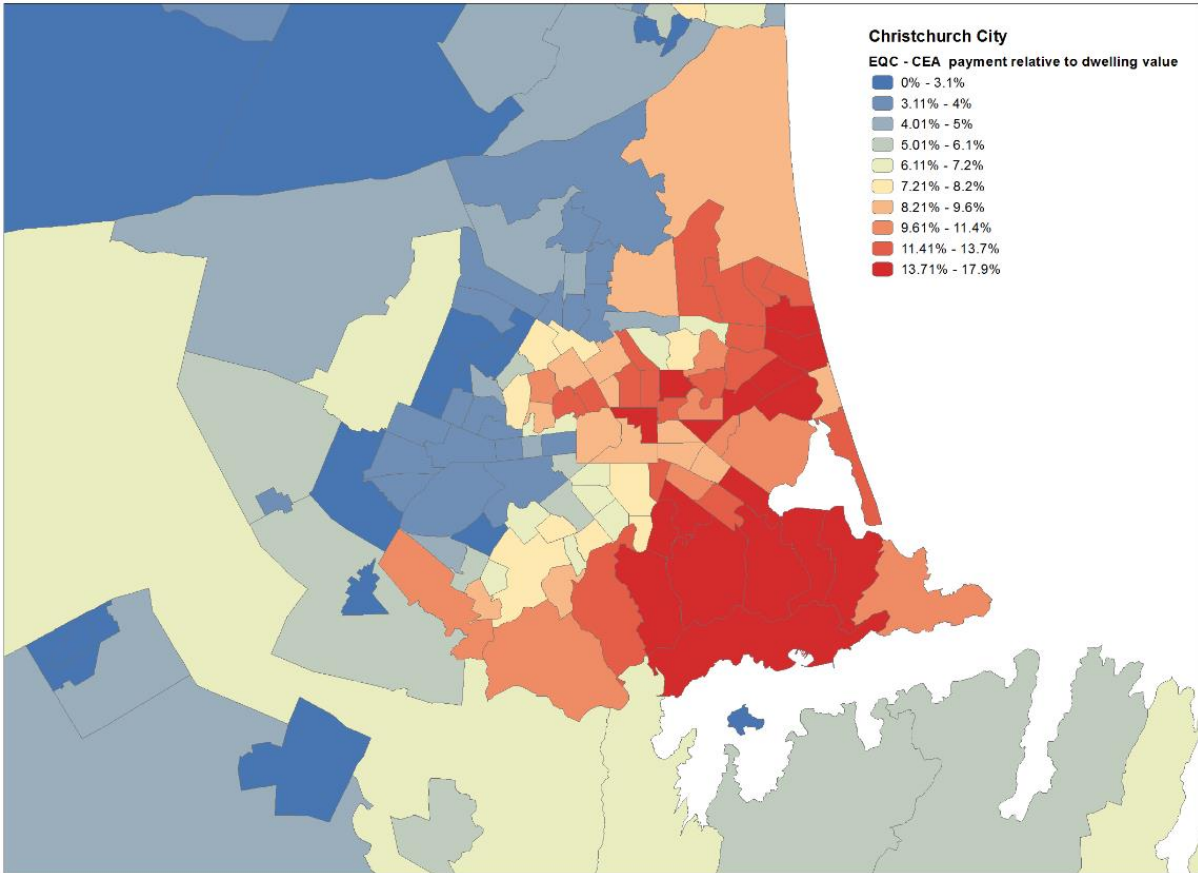 Christchurch City
EQC - CEA payment relative to dwelling value
0% - 3.1%
3.11% - 4%
4.01% - 5%
5.01% - 6.1%
6.11% - 7.2%
7.21% - 8.2%
8.21% - 9.6%
9.61% - 11.4%
11.41% - 13.7%
13.71% - 17.9%